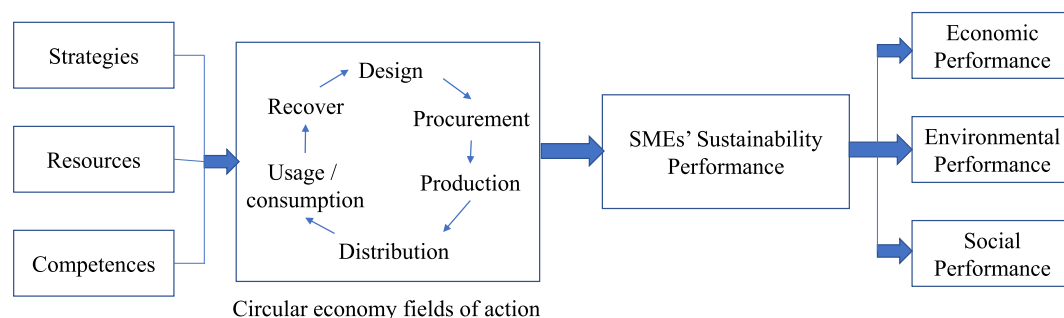 Strategies
Resources
Competences
Design
Procurement
Production
Distribution
Usage /
consumption
Recover
Circular economy fields of action
SMEs’ Sustainability
Performance
Economic
Performance
Environmental
Performance
Social
Performance